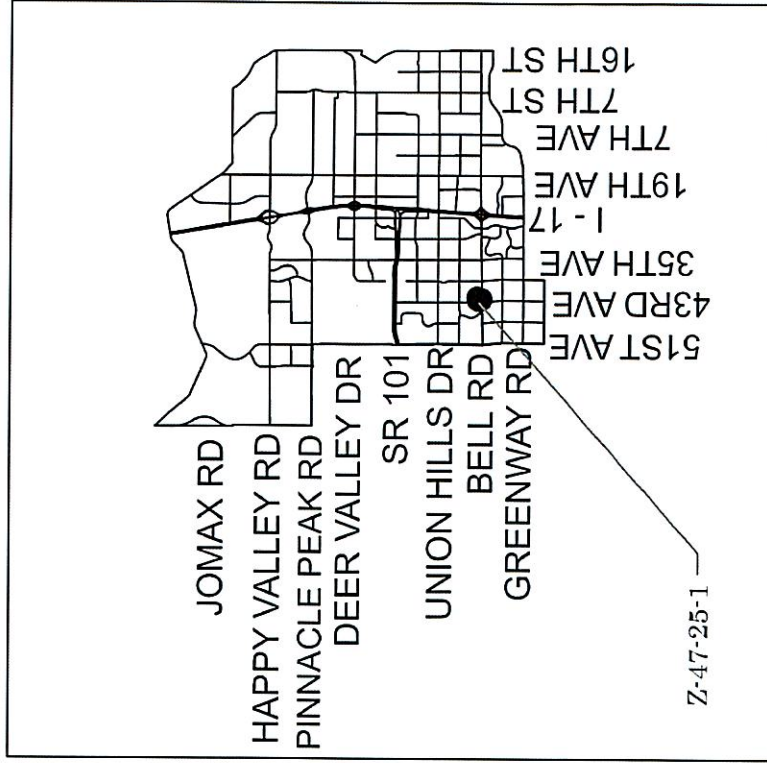 JOMAX RD
HAPPY VALLEY RD
PINNACLE PEAK RD
DEER VALLEY DR
SR 101
UNION HILLS DR
BELL RD
GREENWAY RD
51ST AVE
43RD AVE
35TH AVE
I - 17
19TH AVE
7TH AVE
7TH ST
16TH ST
Z-47-25-1